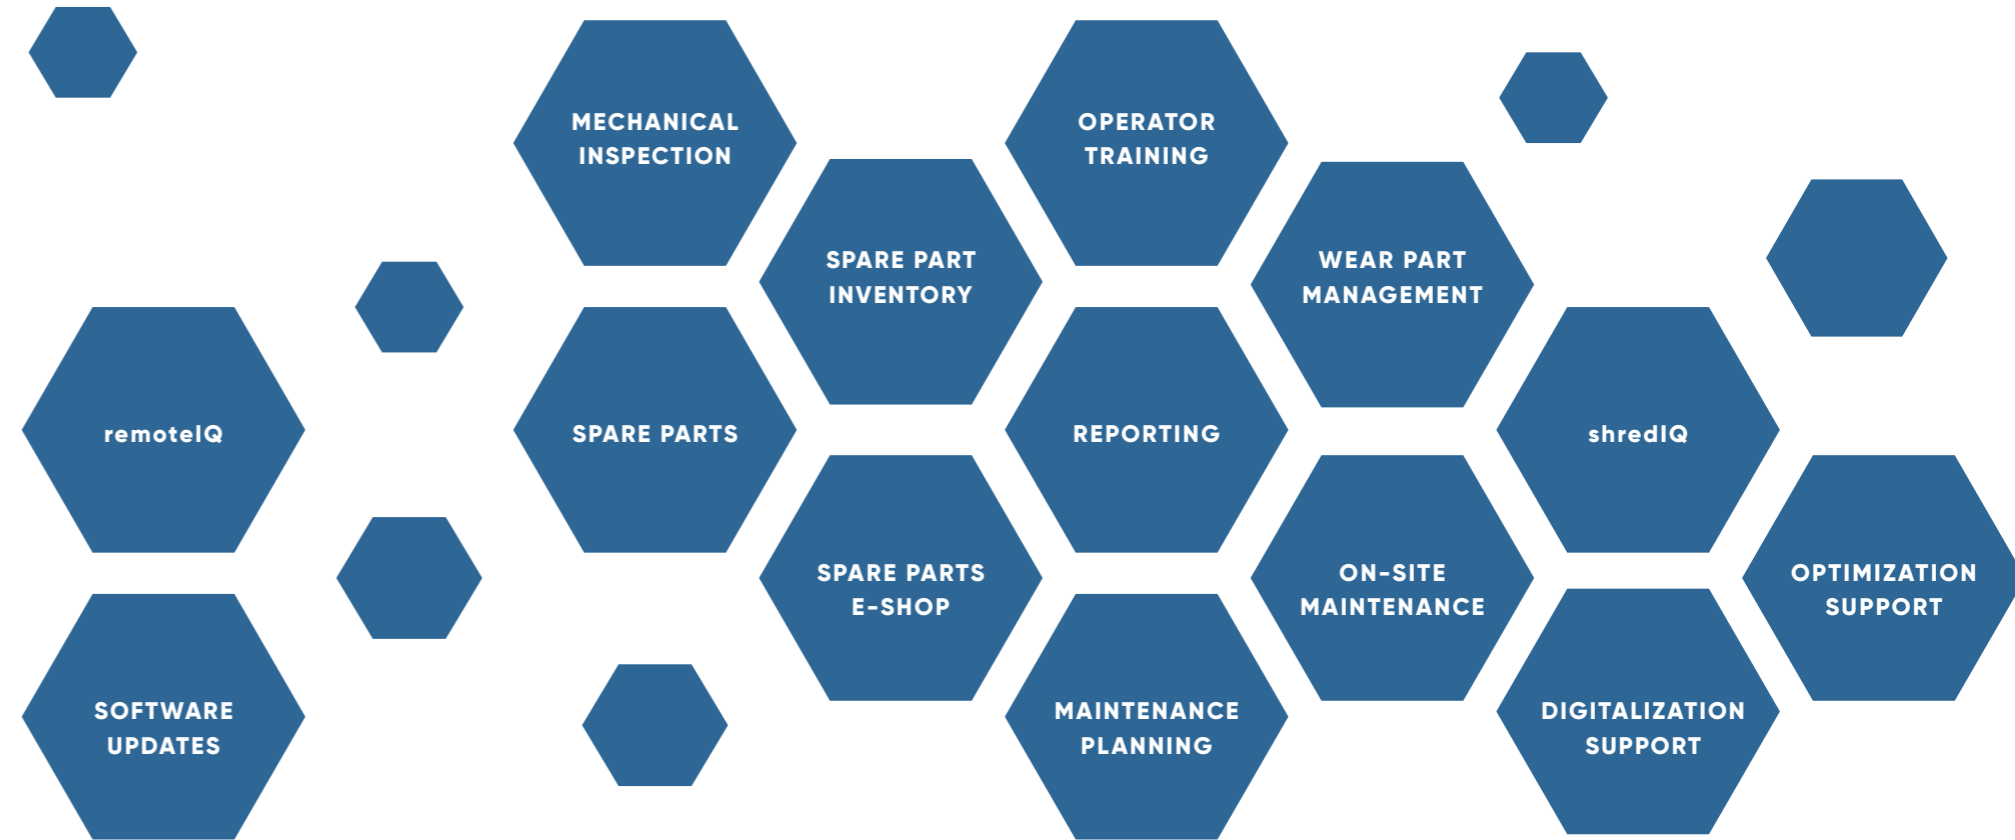 MECHANICAL
INSPECTION
OPERATOR
TRAINING
SPARE PART
INVENTORY
WEAR PART
MANAGEMENT
remoteIQ
SPARE PARTS
REPORTING
shredIQ
SPARE PARTS
E-SHOP
ON-SITE
MAINTENANCE
OPTIMIZATION
SUPPORT
SOFTWARE
UPDATES
MAINTENANCE
PLANNING
DIGITALIZATION
SUPPORT